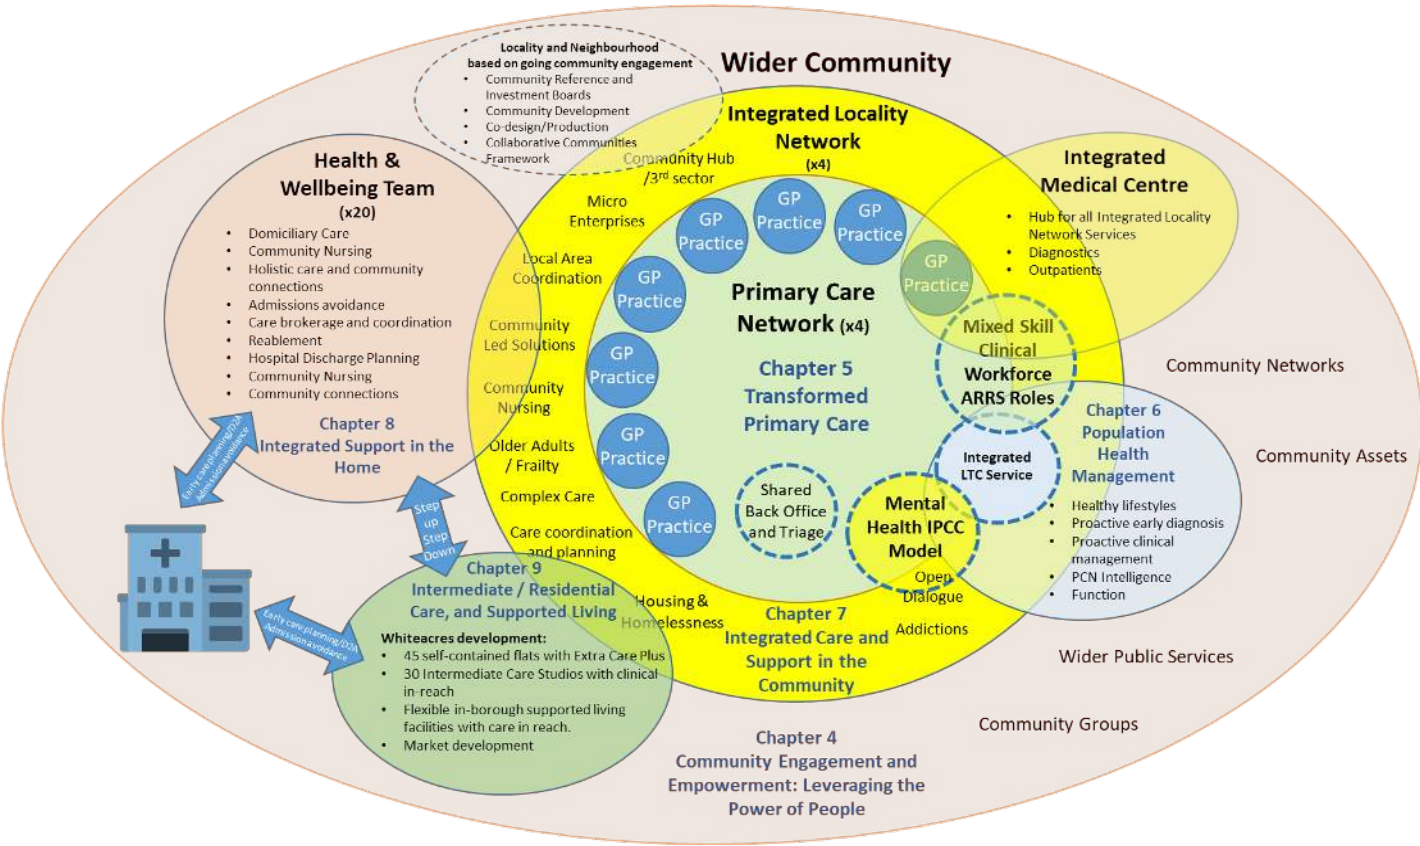 Wider Community
Locality and Neighbourhood
based on going community engagement
• Community Reference and
Investment Boards
• Community Development
• Co-design/Production
• Collaborative Communities
Framework
Integrated Locality
Network
(x4)
Community Hub
/3rd sector
Micro
Enterprises
Local Area
Coordination
Community
Led Solutions
Community
Nursing
Older Adults
/ Frailty
Complex Care
Care coordination
and planning
Housing &
Homelessness
Health &
Wellbeing Team
(x20)
• Domiciliary Care
• Community Nursing
• Holistic care and community
connections
• Admissions avoidance
• Care brokerage and coordination
• Reablement
• Hospital Discharge Planning
• Community Nursing
• Community connections
Chapter 8
Integrated Support in the
Home
Early care planning/D2A
Admission avoidance
Step
up
Step
Down
Early care planning/D2A
Admission avoidance
Chapter 9
Intermediate / Residential
Care, and Supported Living
Whiteacres development:
• 45 self-contained flats with Extra Care Plus
• 30 Intermediate Care Studios with clinical
in-reach
• Flexible in-borough supported living
facilities with care in reach.
• Market development
GP
Practice
GP
Practice
GP
Practice
GP
Practice
GP
Practice
GP
Practice
GP
Practice
GP
Practice
Primary Care
Network (x4)
Chapter 5
Transformed
Primary Care
Shared
Back Office
and Triage
Mental
Health IPCC
Model
Integrated
LTC Service
Mixed Skill
Clinical
Workforce
ARRS Roles
Open
Dialogue
Addictions
Chapter 7
Integrated Care and
Support in the
Community
Integrated
Medical Centre
• Hub for all Integrated Locality
Network Services
• Diagnostics
• Outpatients
Chapter 6
Population
Health
Management
• Healthy lifestyles
• Proactive early diagnosis
• Proactive clinical
management
• PCN Intelligence
• Function
Community Networks
Community Assets
Wider Public Services
Community Groups
Chapter 4
Community Engagement and
Empowerment: Leveraging the
Power of People